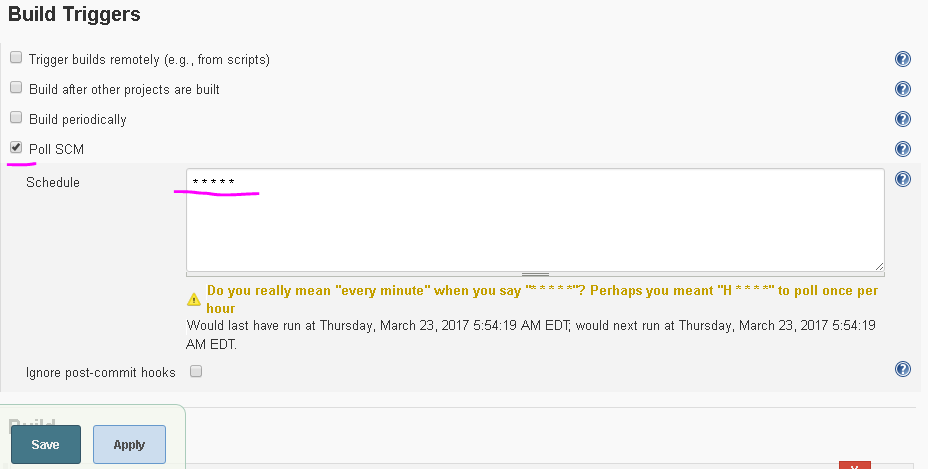 Build Triggers
Trigger builds remotely (e.g., from scripts)
Build after other projects are built
Build periodically
Poll SCM
Schedule
* * * * *
Do you really mean "every minute" when you say "* * * * *"? Perhaps you meant "H * * * *" to poll once per
hour
Would last have run at Thursday, March 23, 2017 5:54:19 AM EDT; would next run at Thursday, March 23, 2017 5:54:19
AM EDT.
Ignore post-commit hooks
Build
Save
Apply
X